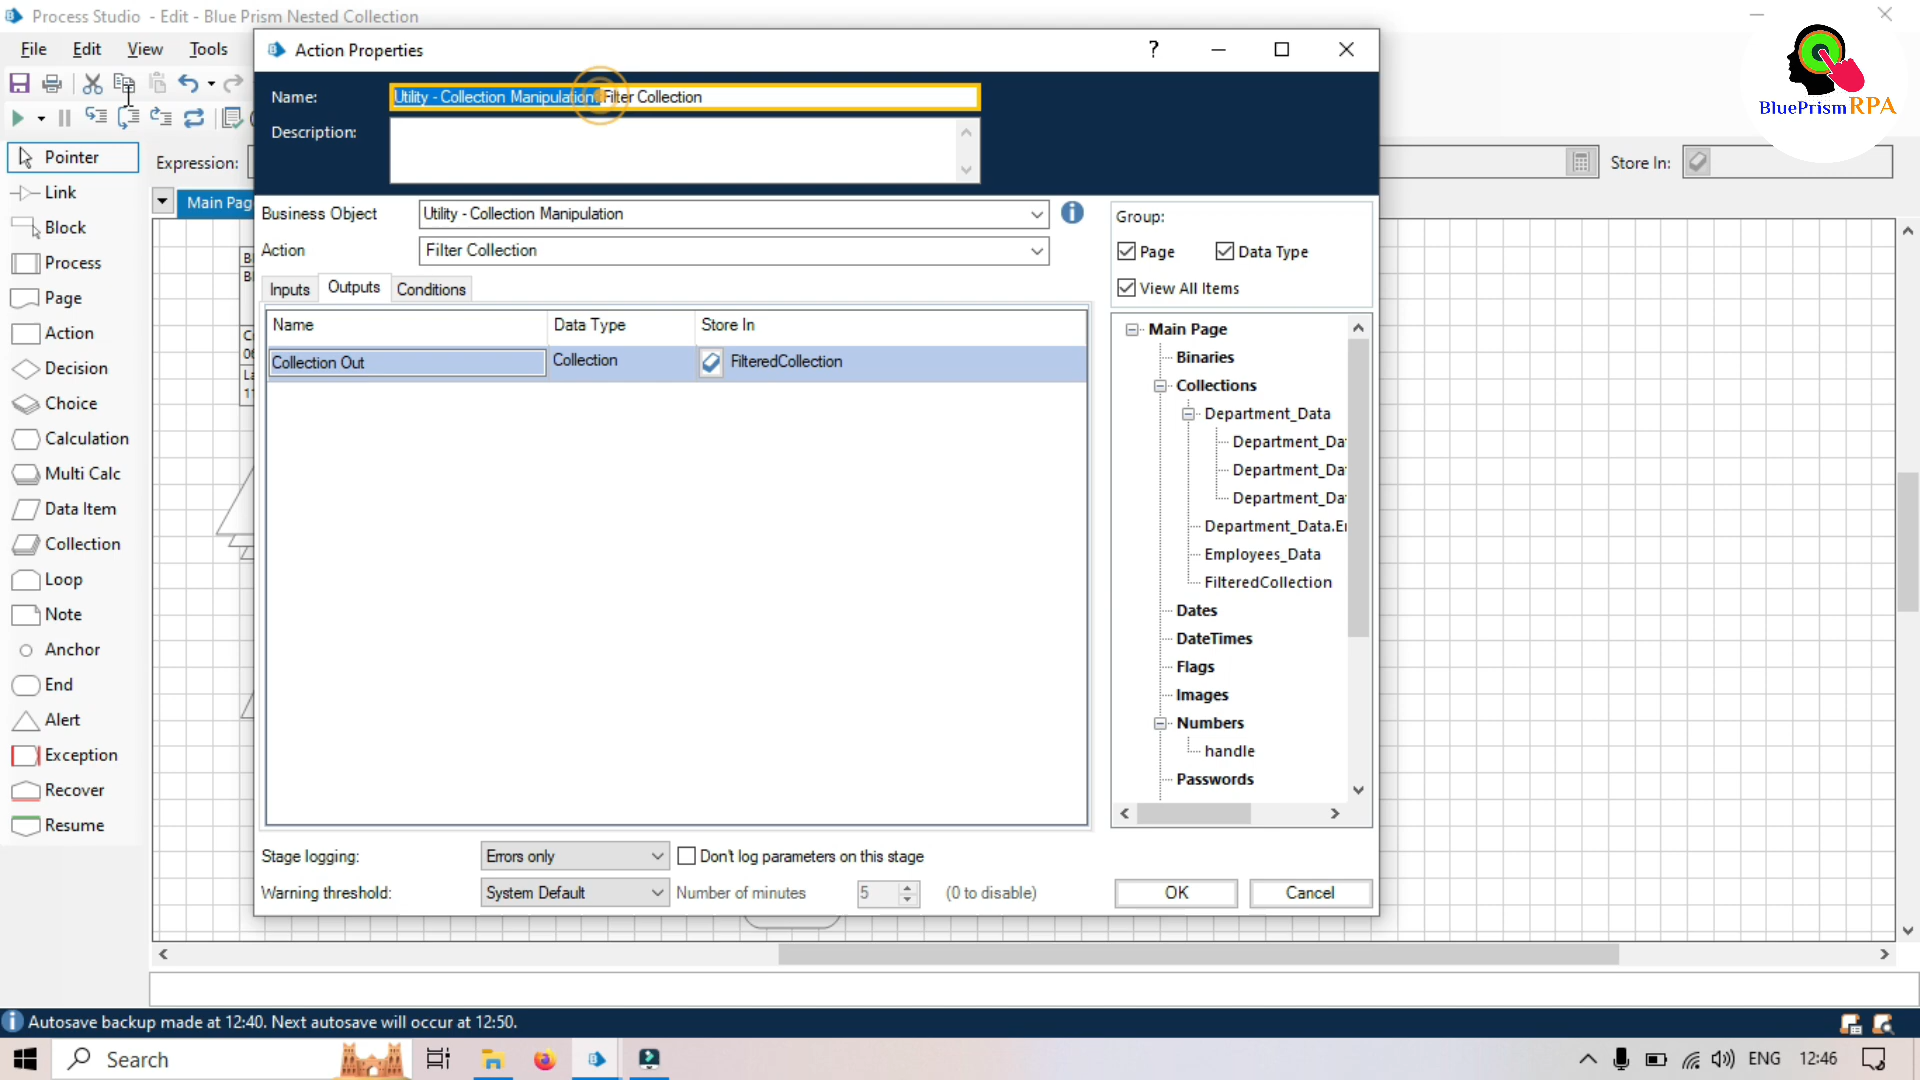 Process Studio - Edit - Blue Prism Nested Collection
File Edit View Tools
Action Properties
?
Name: Utility - Collection Manipulation::Filter Collection
Description:
BluePrism RPA
Expression:
Store In:
Main Pag
Pointer
Link
Block
Process
Page
Action
Decision
Choice
Calculation
Multi Calc
Data Item
Collection
Loop
Note
Anchor
End
Alert
Exception
Recover
Resume
Business Object Utility - Collection Manipulation
Action Filter Collection
Inputs Outputs Conditions
Name Data Type Store In
Collection Out Collection FilteredCollection
Group:
Page Data Type
View All Items
Main Page
Binaries
Collections
Department_Data
Department_Da
Department_Da
Department_Da
Department_Data.E
Employees_Data
FilteredCollection
Dates
DateTimes
Flags
Images
Numbers
handle
Passwords
Stage logging: Errors only Don't log parameters on this stage
Warning threshold: System Default Number of minutes 5 (0 to disable)
OK Cancel
Autosave backup made at 12:40. Next autosave will occur at 12:50.
Search
ENG 12:46